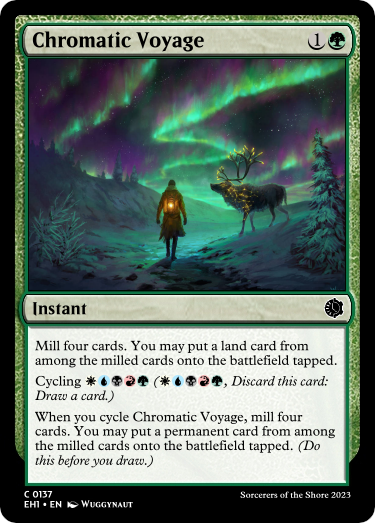 Chromatic Voyage 1
Instant
Mill four cards. You may put a land card from
among the milled cards onto the battlefield tapped.
Cycling (, Discard this card:
Draw a card.)
When you cycle Chromatic Voyage, mill four
cards. You may put a permanent card from among
the milled cards onto the battlefield tapped. (Do
this before you draw.)
C 0137
EH1 • EN Wuggynaut
Sorcerers of the Shore 2023